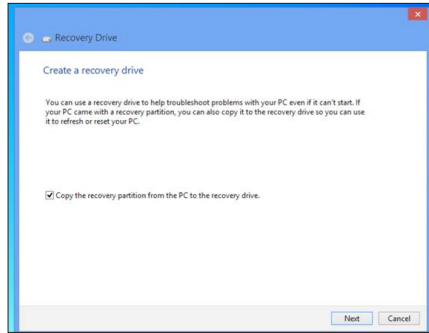 Recovery Drive
Create a recovery drive
You can use a recovery drive to help troubleshoot problems with your PC even if it can't start. If
your PC came with a recovery partition, you can also copy it to the recovery drive so you can use
it to refresh or reset your PC.
Copy the recovery partition from the PC to the recovery drive.
Next Cancel